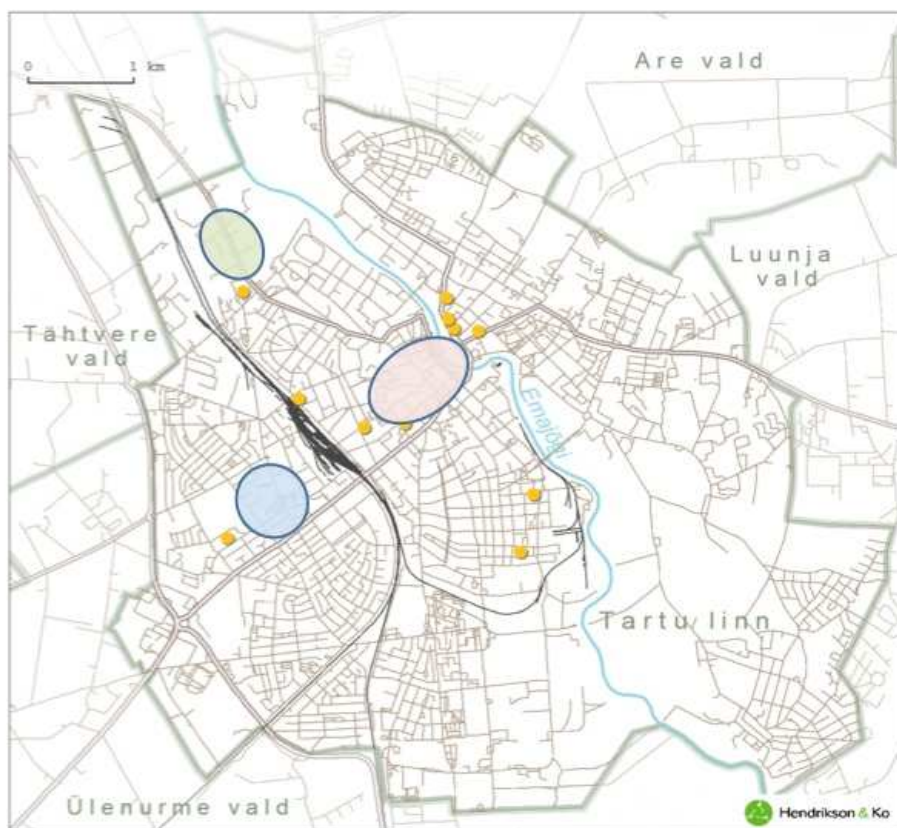 0 1 km
Are vald
Luunja
vald
Tähtvere
vald
Emajõgi
Tartu linn
Ülenurme vald
Hendrikson & Ko